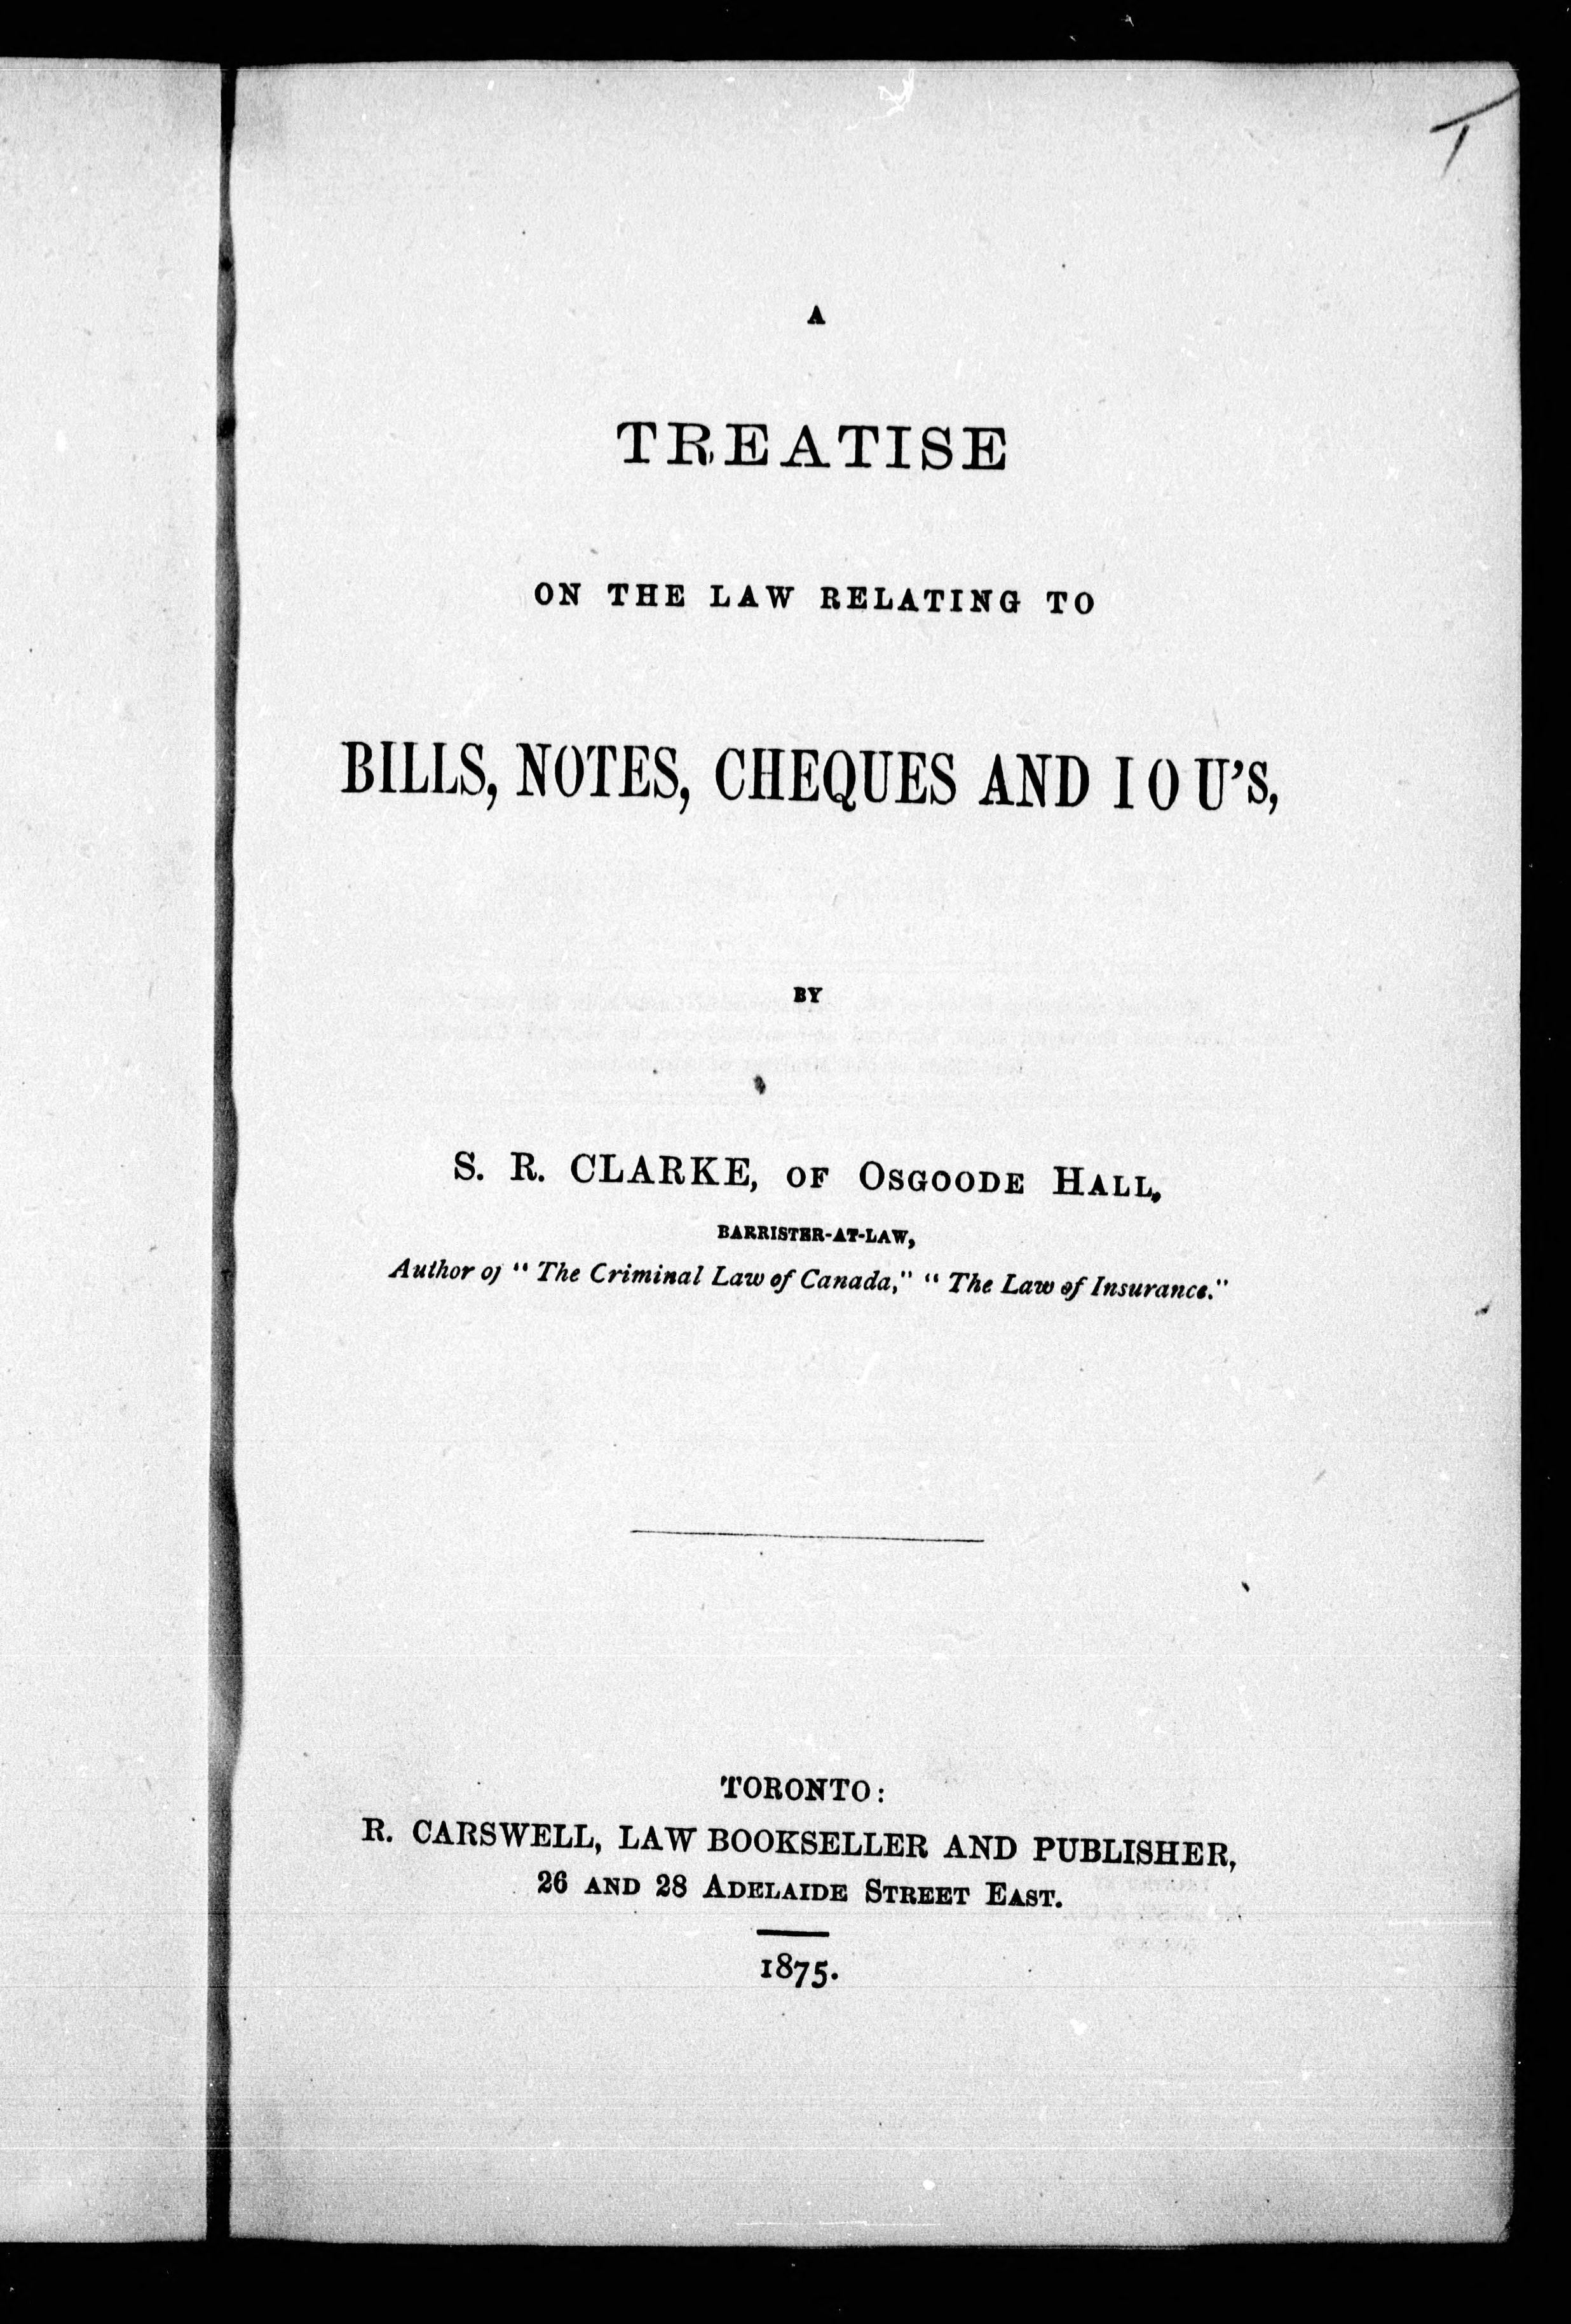 A
TREATISE
ON THE LAW RELATING TO
BILLS, NOTES, CHEQUES AND I O U'S,
BY
S. R. CLARKE, OF OSGOODE HALL,
BARRISTER-AT-LAW,
Author of " The Criminal Law of Canada," " The Law of Insurance."
TORONTO:
R. CARSWELL, LAW BOOKSELLER AND PUBLISHER,
26 AND 28 ADELAIDE STREET EAST.
1875.